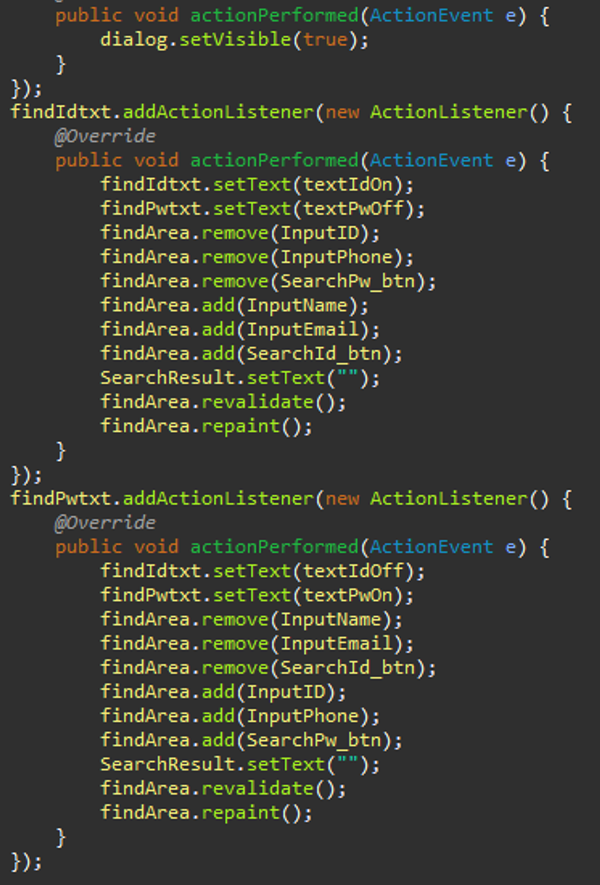 public void actionPerformed(ActionEvent e) {
dialog.setVisible(true);
}
});
findIdtxt.addActionListener(new ActionListener() {
@Override
public void actionPerformed(ActionEvent e) {
findIdtxt.setText(textIdOn);
findPwtxt.setText(textPwOff);
findArea.remove(InputID);
findArea.remove(InputPhone);
findArea.remove(SearchPw_btn);
findArea.add(InputName);
findArea.add(InputEmail);
findArea.add(SearchId_btn);
SearchResult.setText("");
findArea.revalidate();
findArea.repaint();
}
});
findPwtxt.addActionListener(new ActionListener() {
@Override
public void actionPerformed(ActionEvent e) {
findIdtxt.setText(textIdOff);
findPwtxt.setText(textPwOn);
findArea.remove(InputName);
findArea.remove(InputEmail);
findArea.remove(SearchId_btn);
findArea.add(InputID);
findArea.add(InputPhone);
findArea.add(SearchPw_btn);
SearchResult.setText("");
findArea.revalidate();
findArea.repaint();
}
});